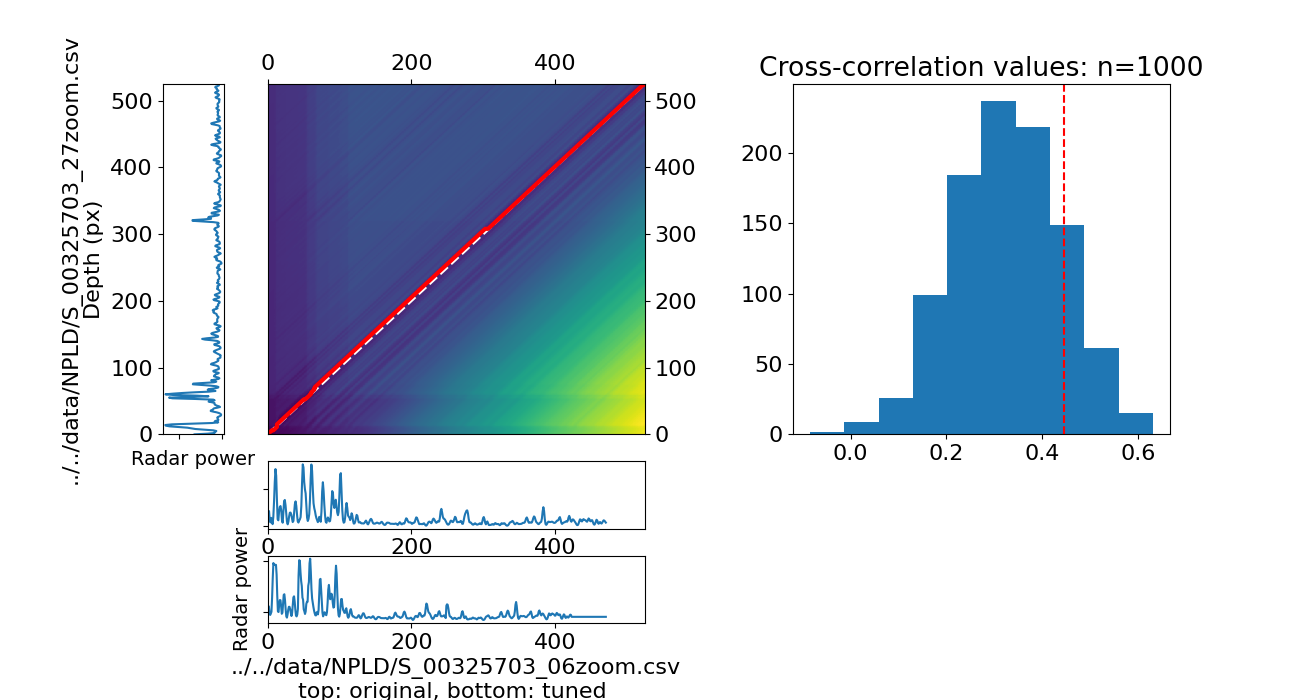 ../../data/NPLD/S_00325703_27zoom.csv
Depth (px)
0
100
200
300
400
500
Radar power
0 200 400
0
100
200
300
400
500
0 200 400
Radar power
0 200 400
../../data/NPLD/S_00325703_06zoom.csv
top: original, bottom: tuned
Cross-correlation values: n=1000
0
50
100
150
200
0.0 0.2 0.4 0.6